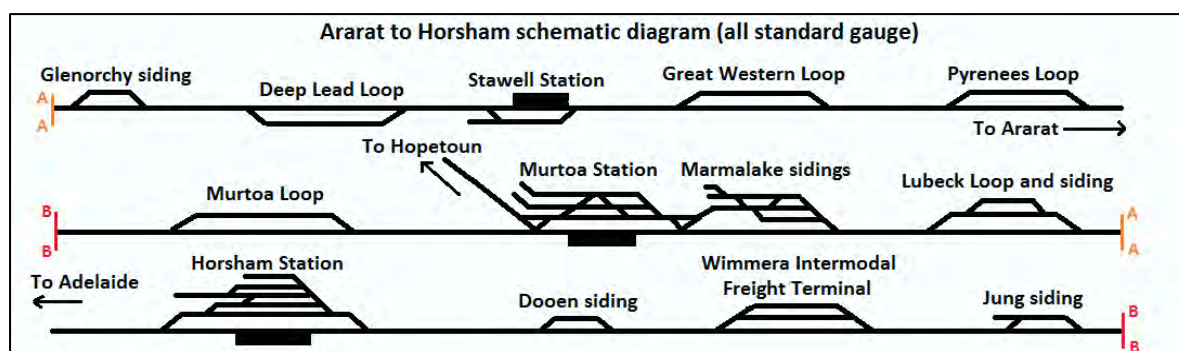 Ararat to Horsham schematic diagram (all standard gauge)
Glenorchy siding
Deep Lead Loop
Stawell Station
Great Western Loop
Pyrenees Loop
A
A
To Ararat
To Hopetoun
Murtoa Loop
Murtoa Station
Marmalake sidings
Lubeck Loop and siding
B
B
A
A
To Adelaide
Horsham Station
Dooen siding
Wimmera Intermodal
Freight Terminal
Jung siding
B
B